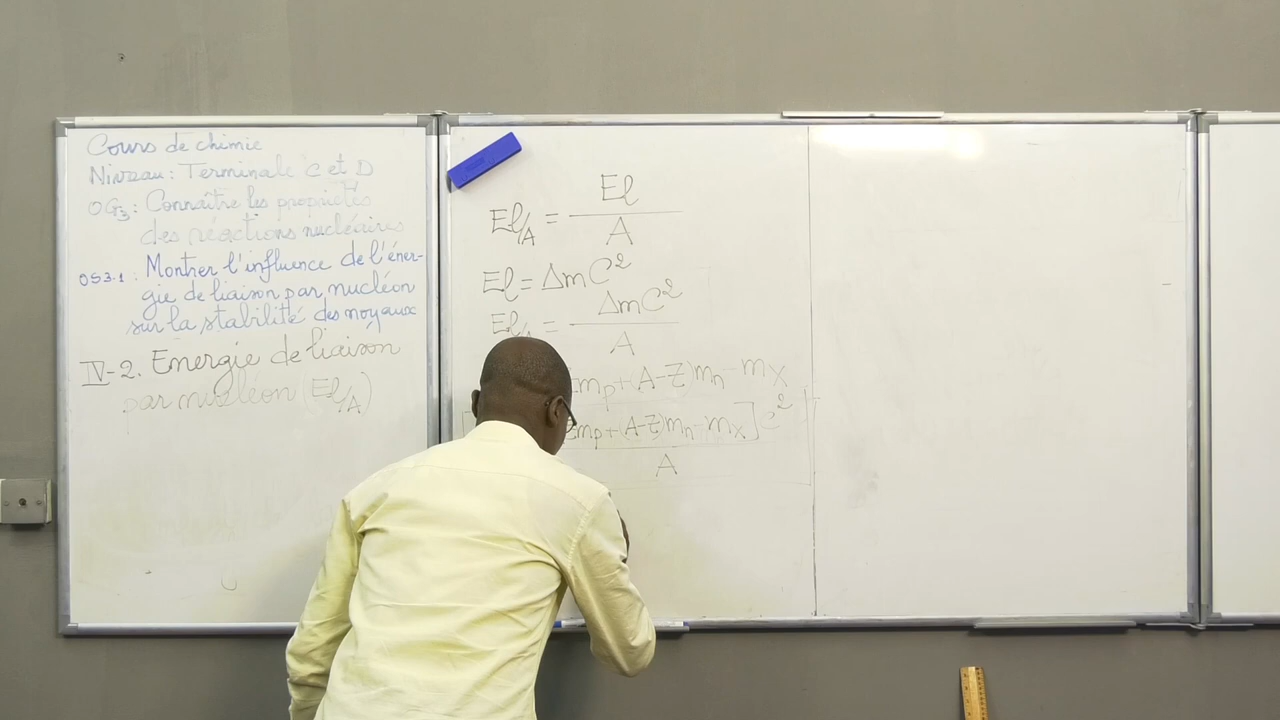 Cours de chimie
Niveau : Terminale C et D
OG3 : Connaître les propriétés
des réactions nucléaires
OS3.1 : Montrer l'influence de l'éner-
gie de liaison par nucléon
sur la stabilité des noyaux
IV-2. Energie de liaison
par nucléon (El/A)
El/A = El / A
El = ΔmC²
El/A = ΔmC² / A
mp + (A-Z)mn - mX
mp + (A-Z)mn - mX] c²
A